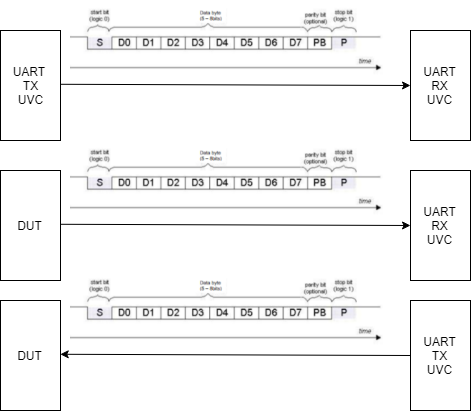 start bit
(logic 0)
Data byte
(5 – 8bits)
parity bit
(optional)
stop bit
(logic 1)
S D0 D1 D2 D3 D4 D5 D6 D7 PB P
time
UART
TX
UVC
UART
RX
UVC
start bit
(logic 0)
Data byte
(5 – 8bits)
parity bit
(optional)
stop bit
(logic 1)
S D0 D1 D2 D3 D4 D5 D6 D7 PB P
time
DUT
UART
RX
UVC
start bit
(logic 0)
Data byte
(5 – 8bits)
parity bit
(optional)
stop bit
(logic 1)
S D0 D1 D2 D3 D4 D5 D6 D7 PB P
time
DUT
UART
TX
UVC